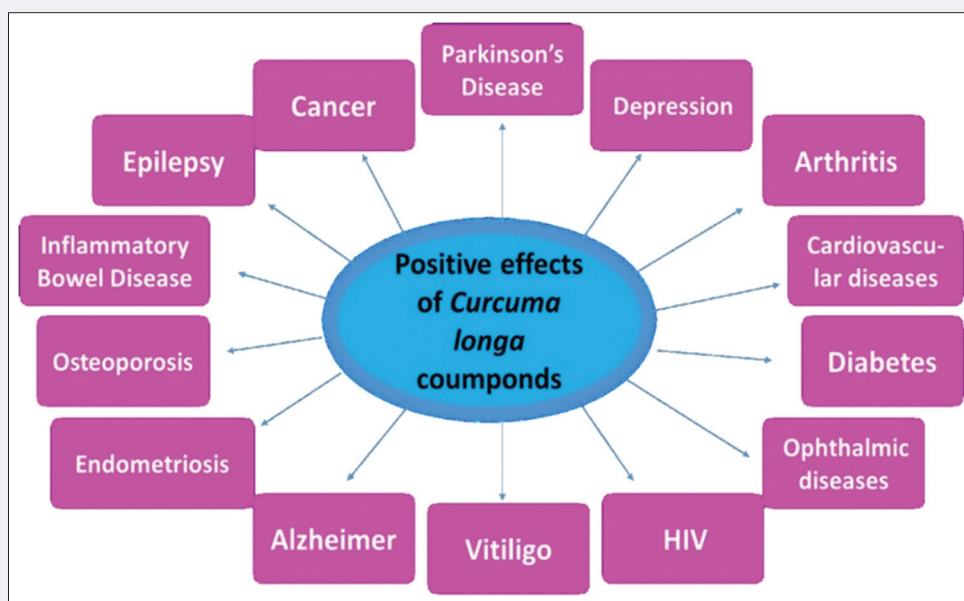 Positive effects
of Curcuma
longa
coumponds
Parkinson's
Disease
Depression
Arthritis
Cardiovascu-
lar diseases
Diabetes
Ophthalmic
diseases
HIV
Vitiligo
Alzheimer
Endometriosis
Osteoporosis
Inflammatory
Bowel Disease
Epilepsy
Cancer